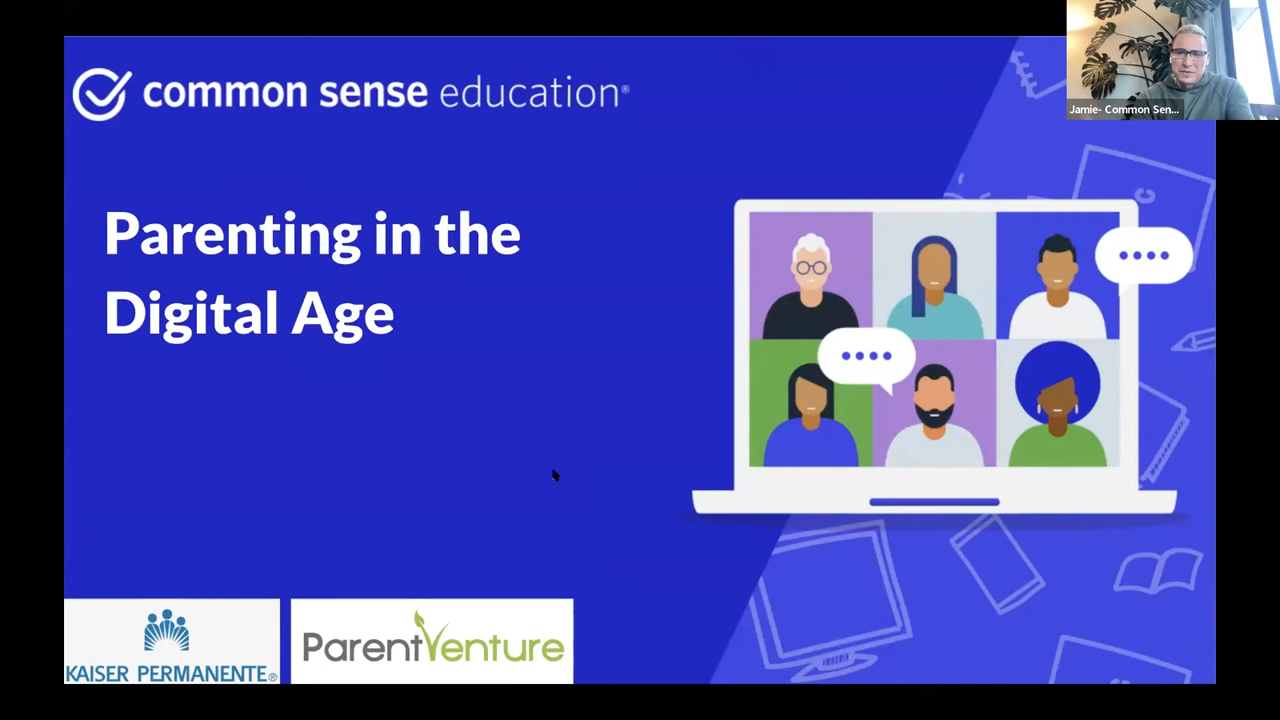 common sense education®
Jamie- Common Sen...
Parenting in the
Digital Age
KAISER PERMANENTE®
ParentVenture